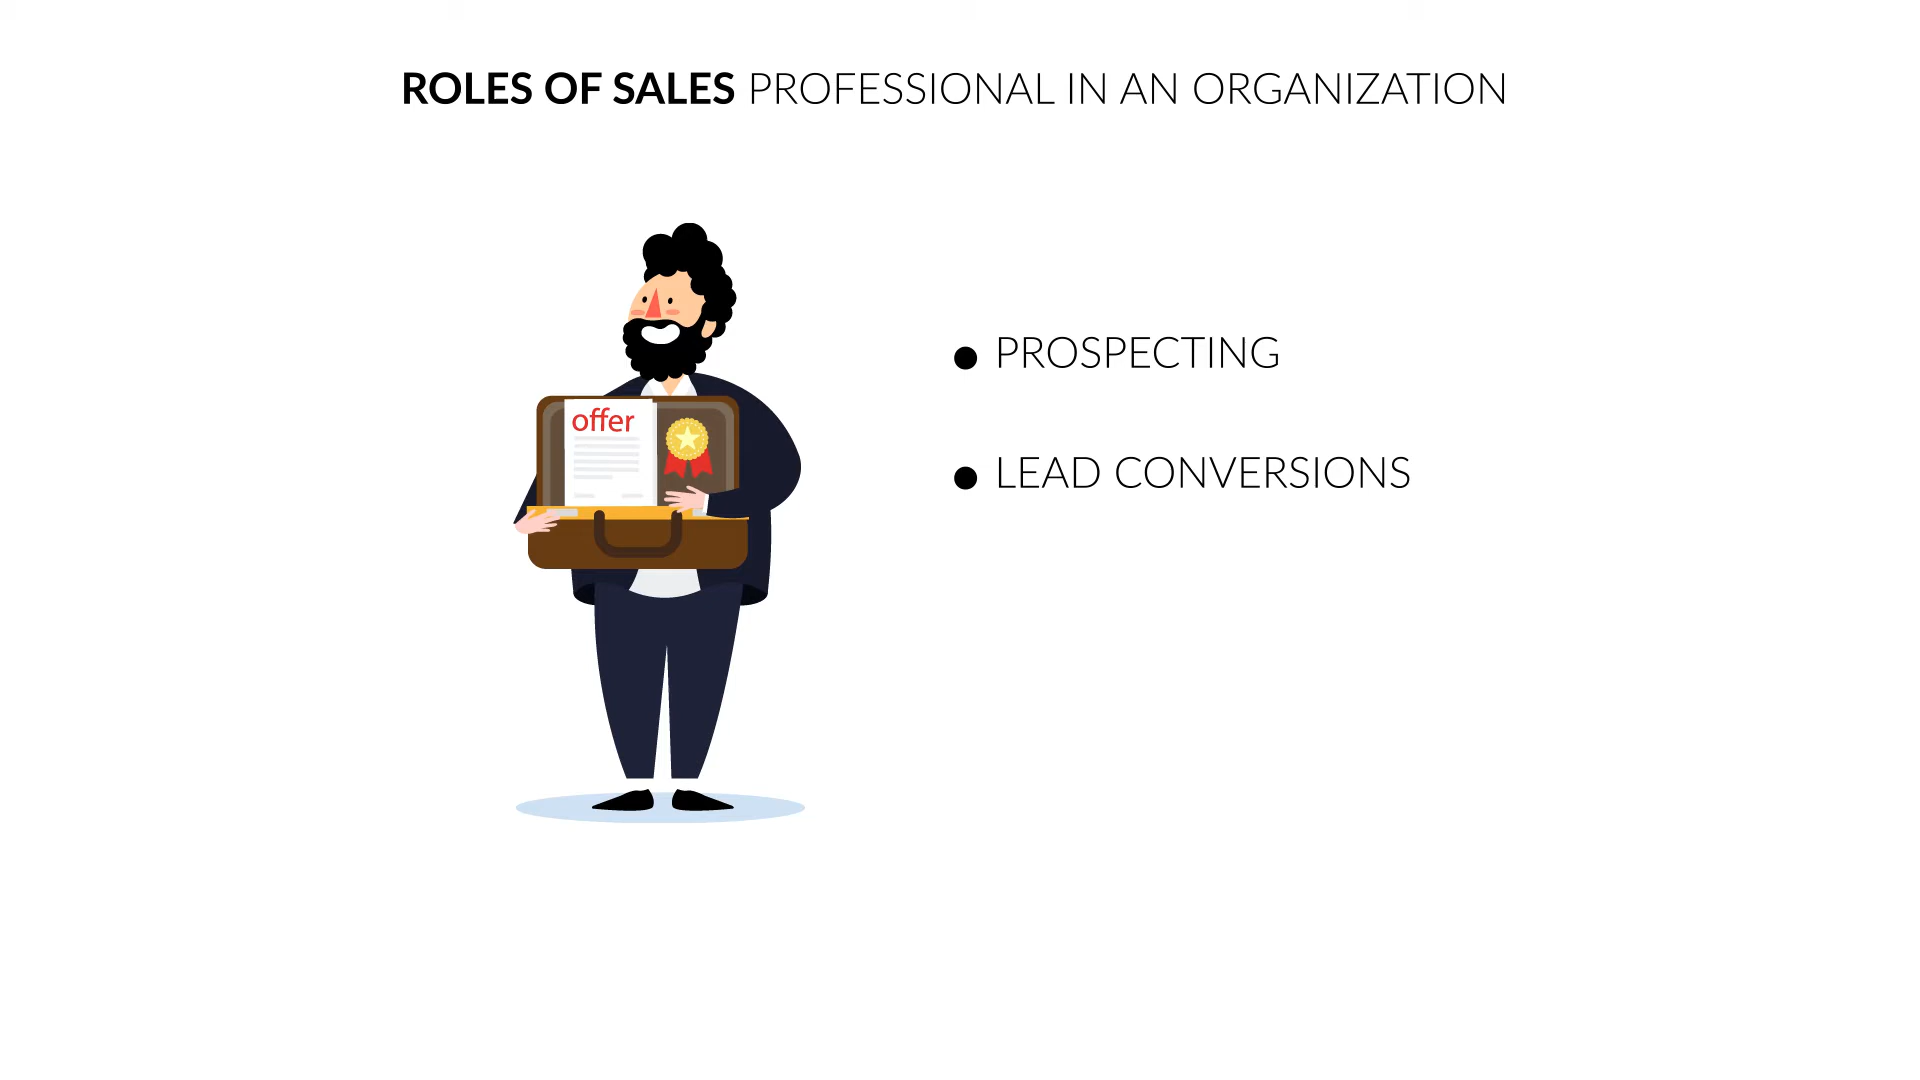 ROLES OF SALES PROFESSIONAL IN AN ORGANIZATION
offer
● PROSPECTING
● LEAD CONVERSIONS